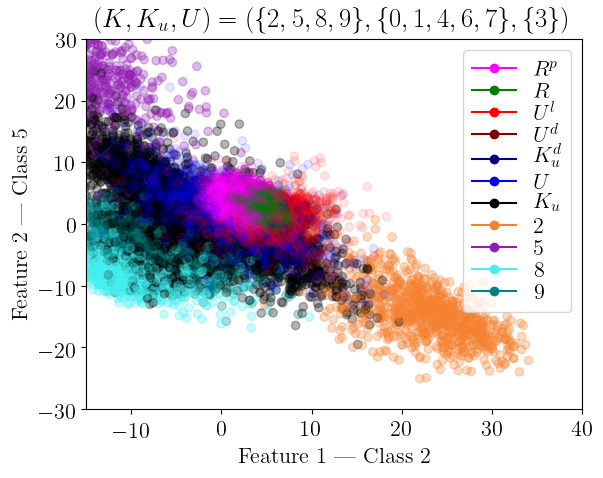 (K, K_u, U) = ({2, 5, 8, 9}, {0, 1, 4, 6, 7}, {3})
R^p
R
U^l
U^d
K_u^d
U
K_u
2
5
8
9
Feature 2 — Class 5
30
20
10
0
−10
−20
−30
−10
0
10
20
30
40
Feature 1 — Class 2